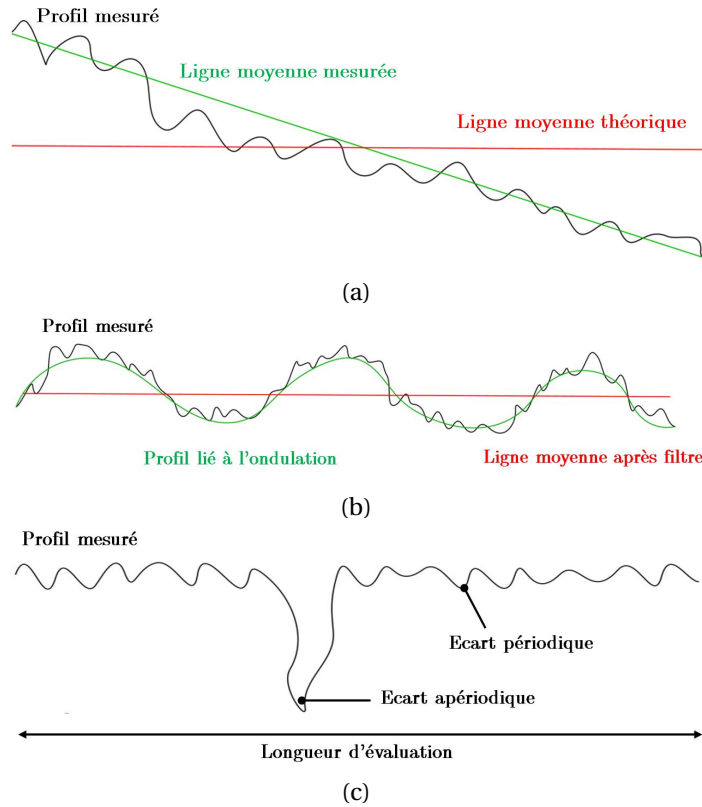 Profil mesuré
Ligne moyenne mesurée
Ligne moyenne théorique
(a)
Profil mesuré
Profil lié à l'ondulation
Ligne moyenne après filtre
(b)
Profil mesuré
Ecart périodique
Ecart apériodique
Longueur d'évaluation
(c)